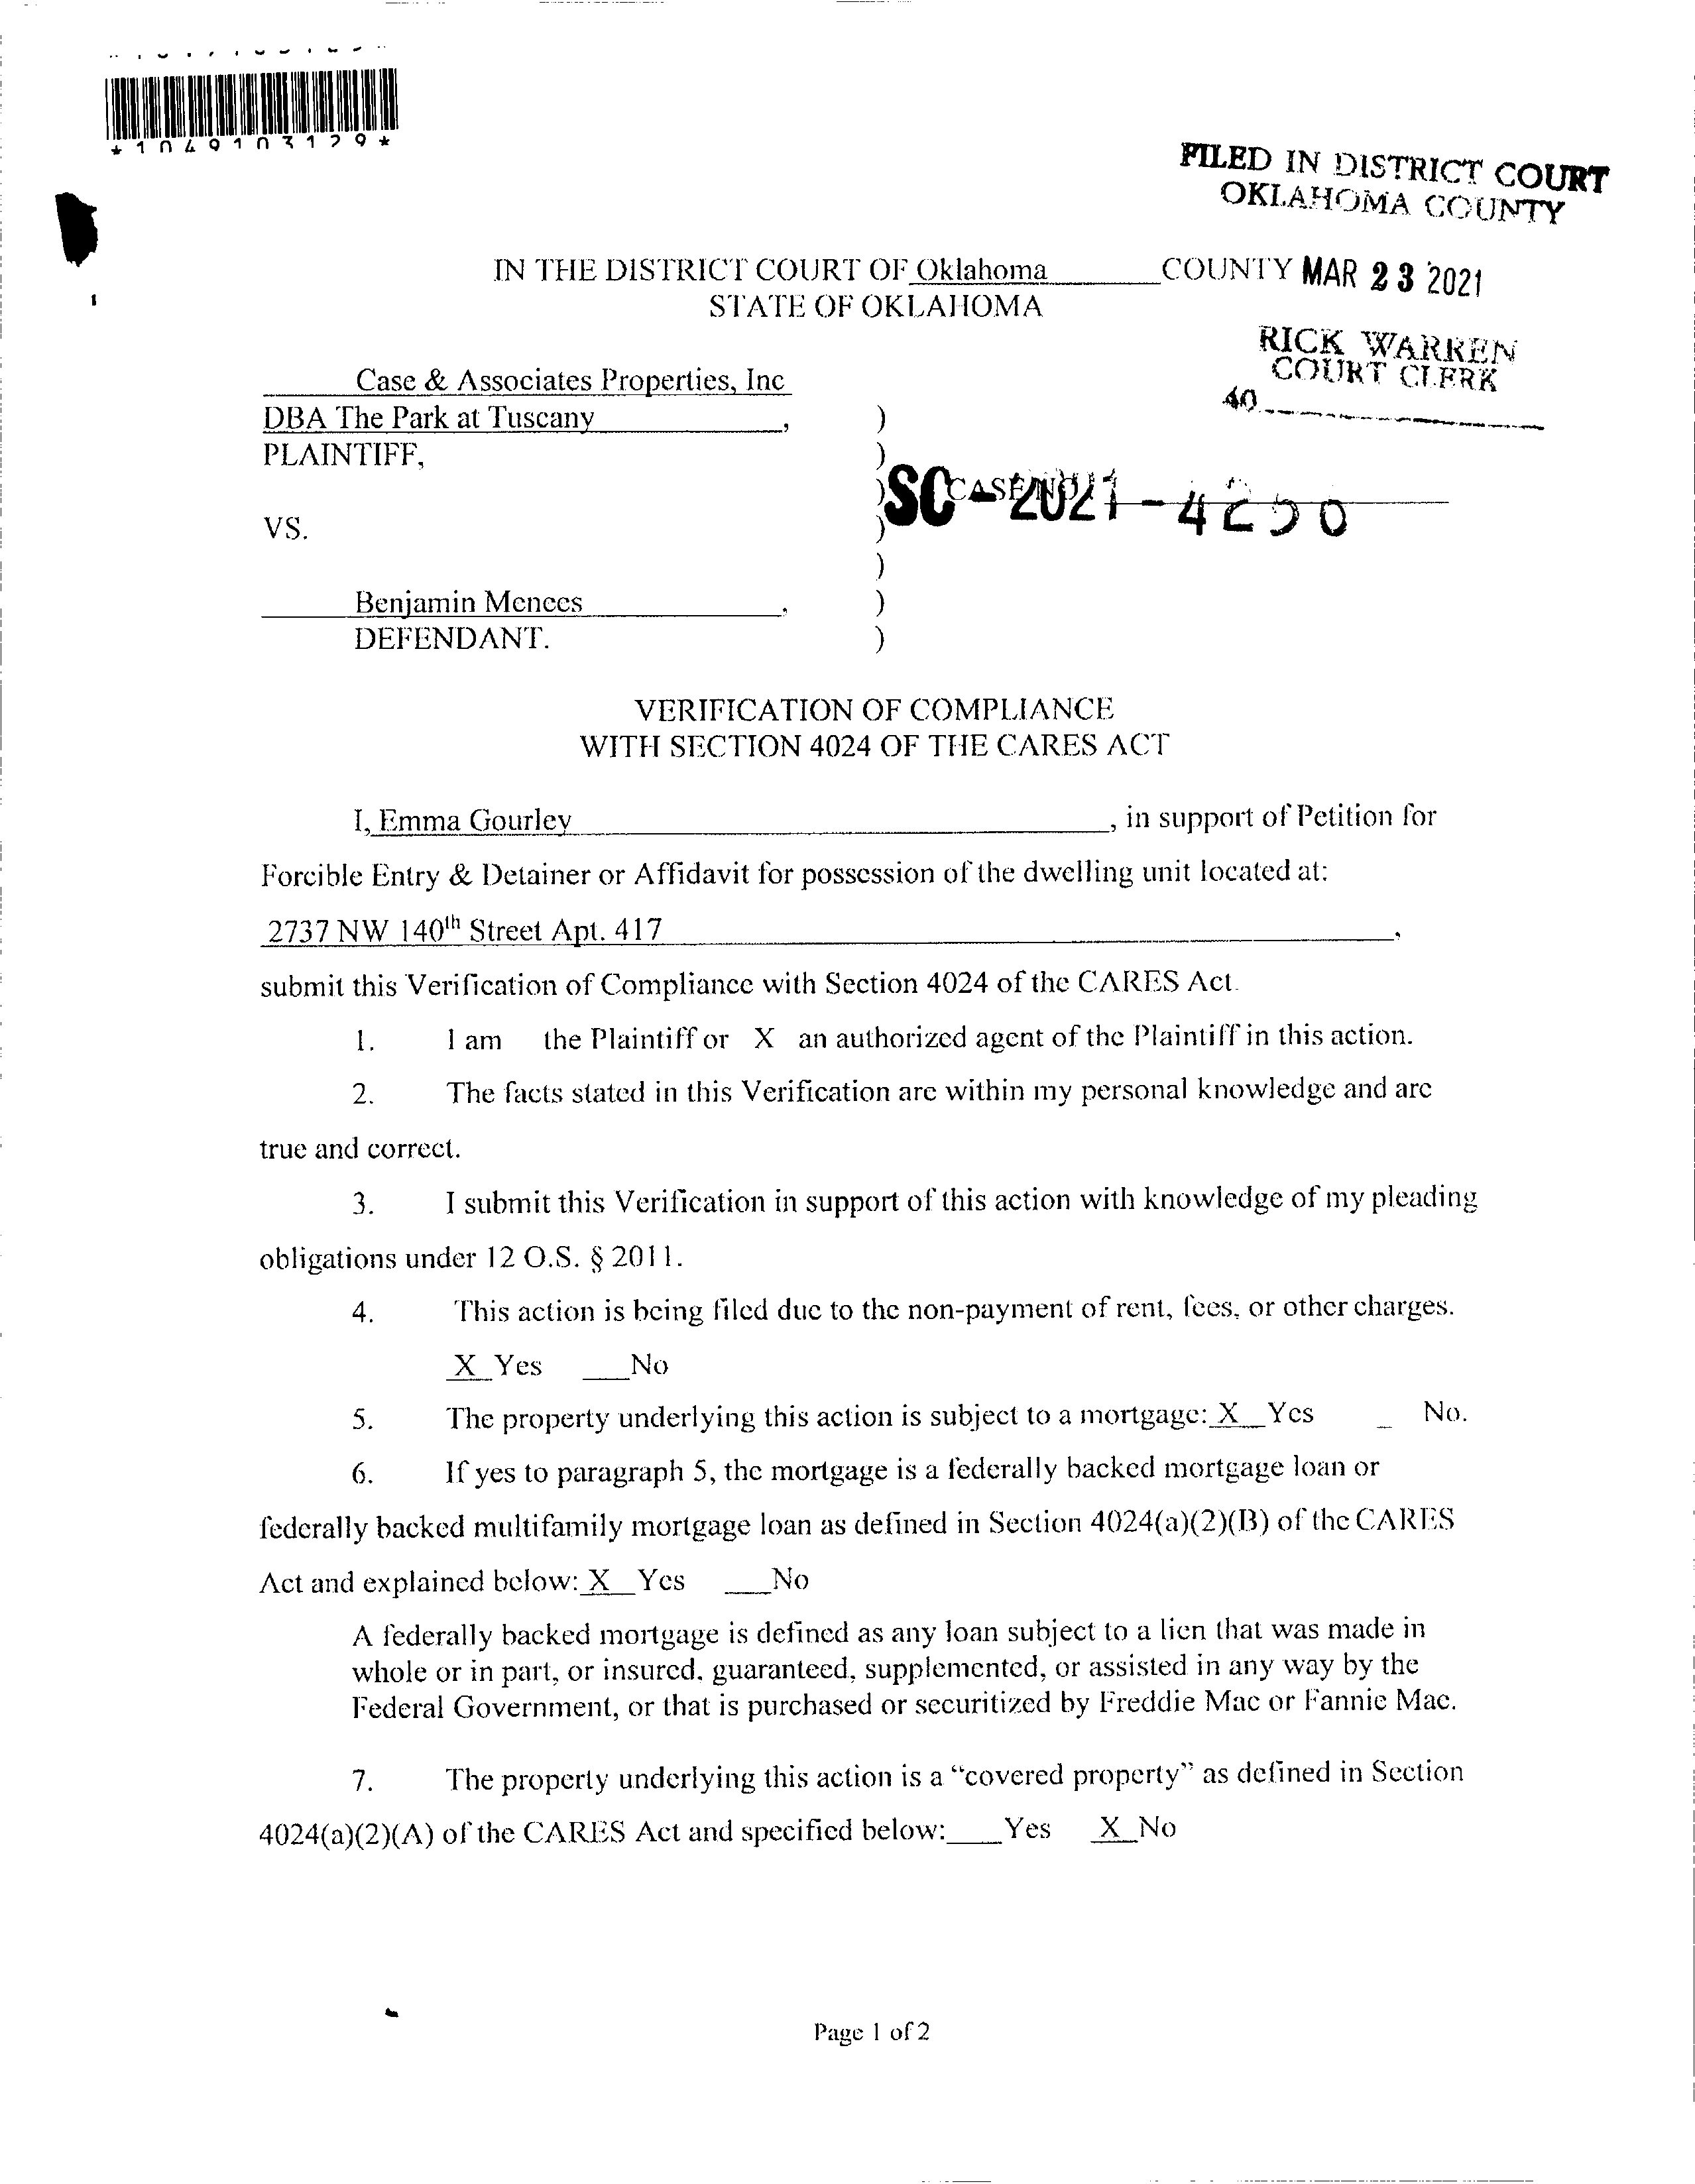 *1049103129*
FILED IN DISTRICT COURT
OKLAHOMA COUNTY
IN THE DISTRICT COURT OF Oklahoma COUNTY MAR 23 2021
STATE OF OKLAHOMA
RICK WARREN
COURT CLERK
40
Case & Associates Properties, Inc
DBA The Park at Tuscany , )
PLAINTIFF, )
) CASE NO.
SC-2021-
VS. )
)
Benjamin Menees , )
DEFENDANT. )
VERIFICATION OF COMPLIANCE
WITH SECTION 4024 OF THE CARES ACT
I, Emma Gourley , in support of Petition for
Forcible Entry & Detainer or Affidavit for possession of the dwelling unit located at:
2737 NW 140th Street Apt. 417 ,
submit this Verification of Compliance with Section 4024 of the CARES Act.
1. I am the Plaintiff or X an authorized agent of the Plaintiff in this action.
2. The facts stated in this Verification are within my personal knowledge and are
true and correct.
3. I submit this Verification in support of this action with knowledge of my pleading
obligations under 12 O.S. § 2011.
4. This action is being filed due to the non-payment of rent, fees, or other charges.
X Yes ___No
5. The property underlying this action is subject to a mortgage: X Yes _ No.
6. If yes to paragraph 5, the mortgage is a federally backed mortgage loan or
federally backed multifamily mortgage loan as defined in Section 4024(a)(2)(B) of the CARES
Act and explained below: X Yes ___No
A federally backed mortgage is defined as any loan subject to a lien that was made in
whole or in part, or insured, guaranteed, supplemented, or assisted in any way by the
Federal Government, or that is purchased or securitized by Freddie Mac or Fannie Mac.
7. The property underlying this action is a “covered property” as defined in Section
4024(a)(2)(A) of the CARES Act and specified below:____Yes X No
Page 1 of 2